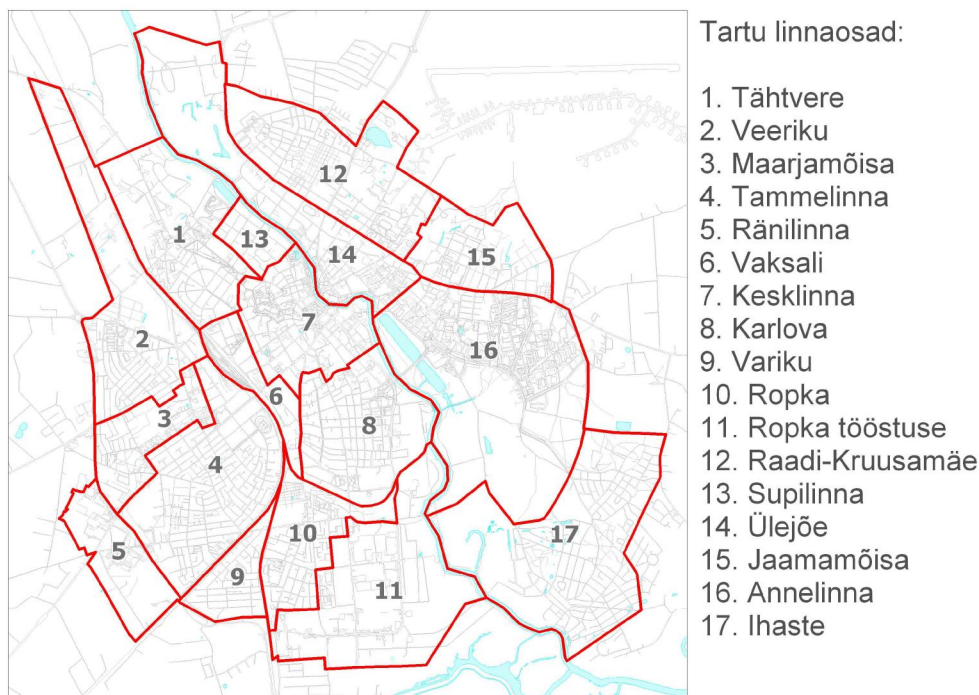 Tartu linnaosad:
1. Tähtvere
2. Veeriku
3. Maarjamõisa
4. Tammelinna
5. Ränilinna
6. Vaksali
7. Kesklinna
8. Karlova
9. Variku
10. Ropka
11. Ropka tööstuse
12. Raadi-Kruusamäe
13. Supilinna
14. Ülejõe
15. Jaamamõisa
16. Annelinna
17. Ihaste
12
1
13
14
15
7
2
16
6
3
8
4
10
17
5
9
11